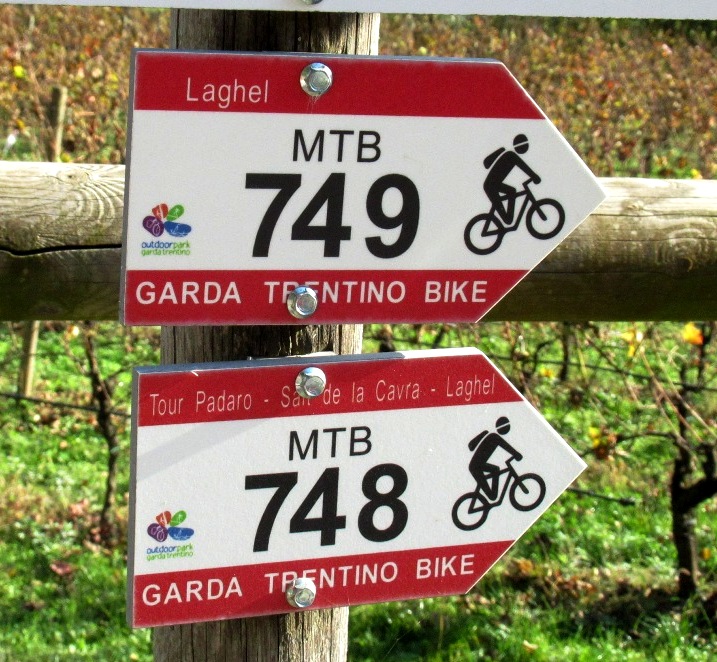 Laghel
MTB
749
outdoorpark
garda trentino
GARDA TRENTINO BIKE
Tour Padaro - Salt de la Cavra - Laghel
MTB
748
outdoorpark
garda trentino
GARDA TRENTINO BIKE